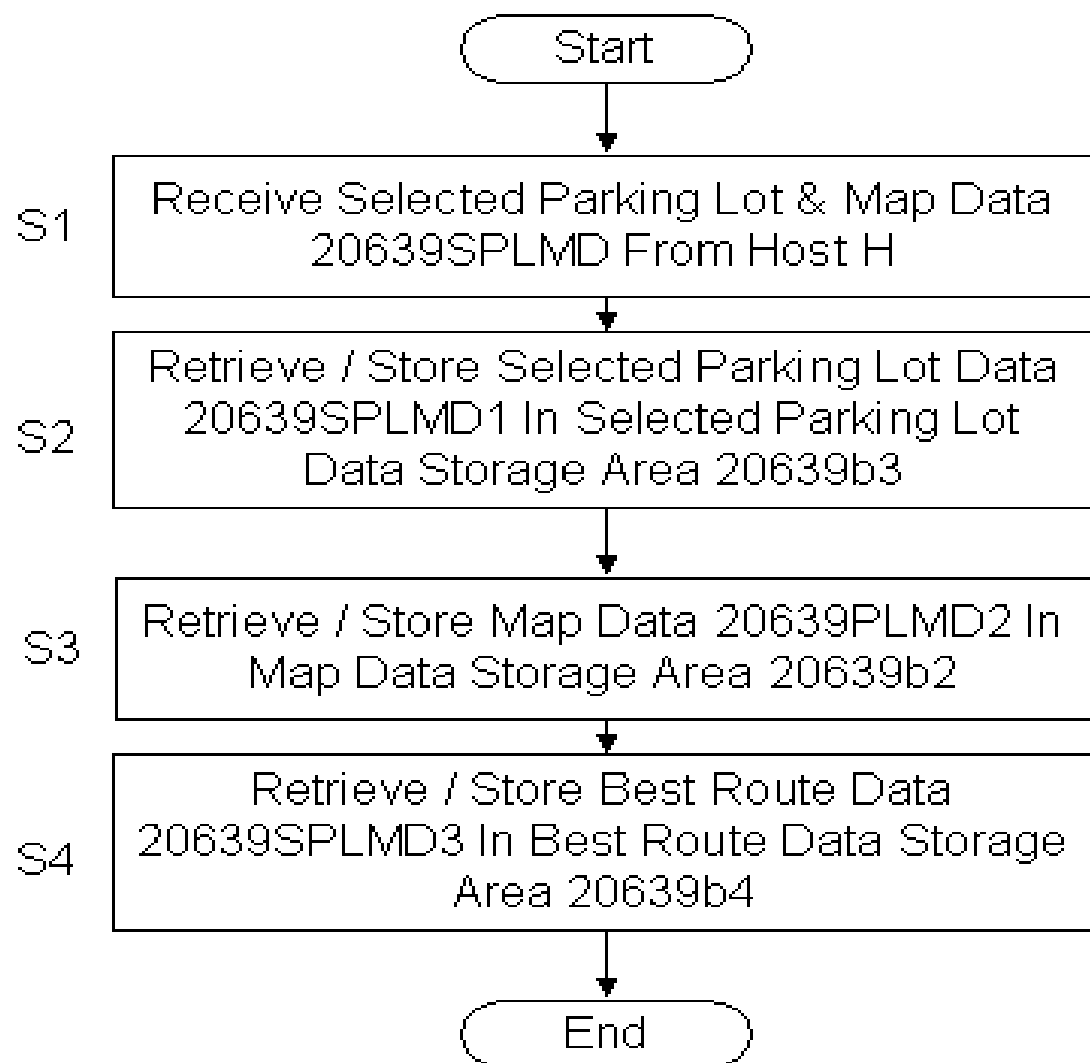 Start
S1
Receive Selected Parking Lot & Map Data
20639SPLMD From Host H
S2
Retrieve / Store Selected Parking Lot Data
20639SPLMD1 In Selected Parking Lot
Data Storage Area 20639b3
S3
Retrieve / Store Map Data 20639PLMD2 In
Map Data Storage Area 20639b2
S4
Retrieve / Store Best Route Data
20639SPLMD3 In Best Route Data Storage
Area 20639b4
End